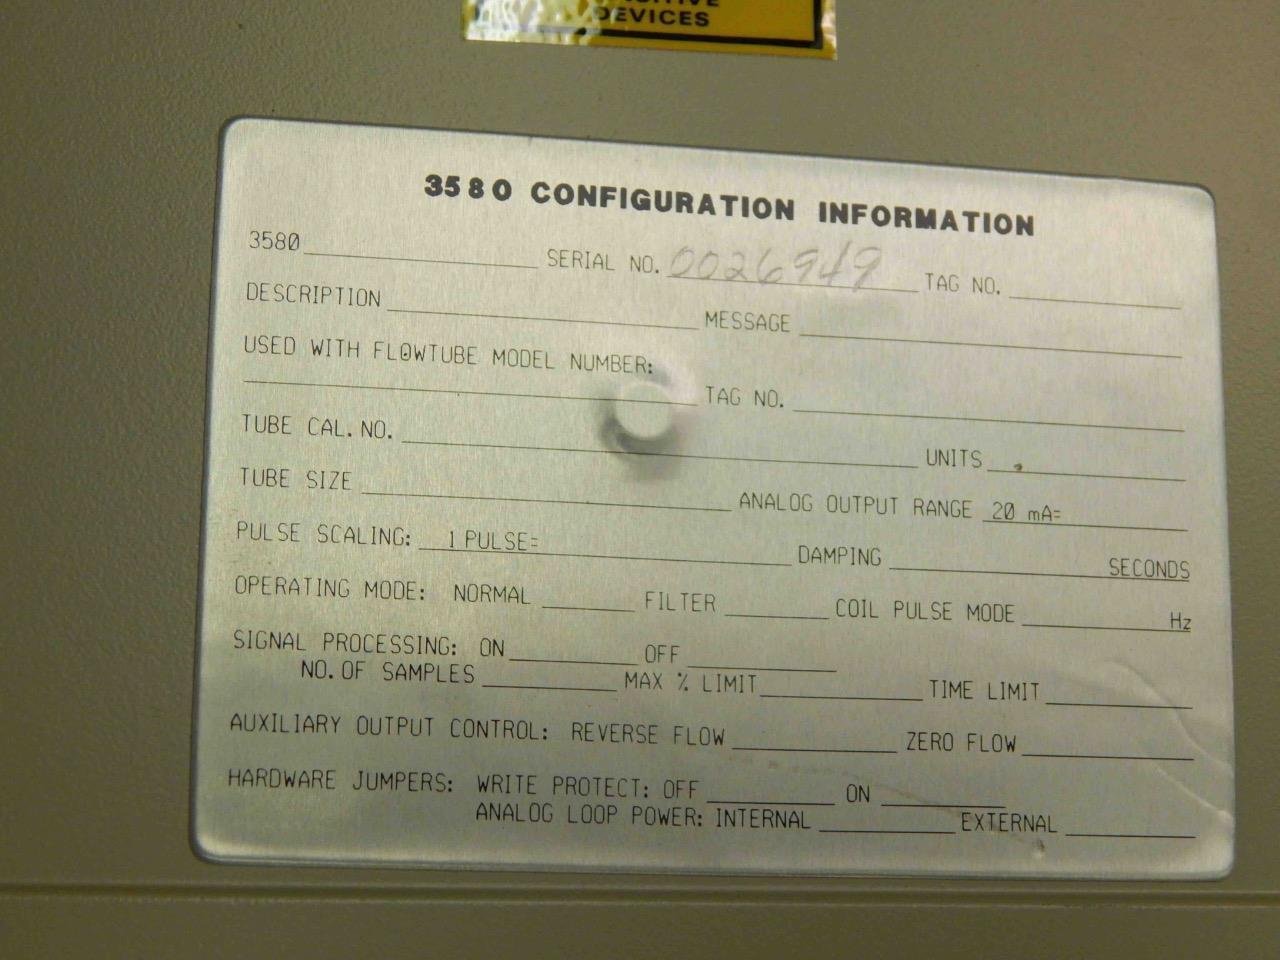 DEVICES
3580 CONFIGURATION INFORMATION
3580 SERIAL NO. 0026949 TAG NO.
DESCRIPTION MESSAGE
USED WITH FLOWTUBE MODEL NUMBER:
TAG NO.
TUBE CAL. NO. UNITS
TUBE SIZE ANALOG OUTPUT RANGE 20 mA=
PULSE SCALING: 1 PULSE= DAMPING SECONDS
OPERATING MODE: NORMAL FILTER COIL PULSE MODE Hz
SIGNAL PROCESSING: ON OFF
NO. OF SAMPLES MAX % LIMIT TIME LIMIT
AUXILIARY OUTPUT CONTROL: REVERSE FLOW ZERO FLOW
HARDWARE JUMPERS: WRITE PROTECT: OFF ON
ANALOG LOOP POWER: INTERNAL EXTERNAL